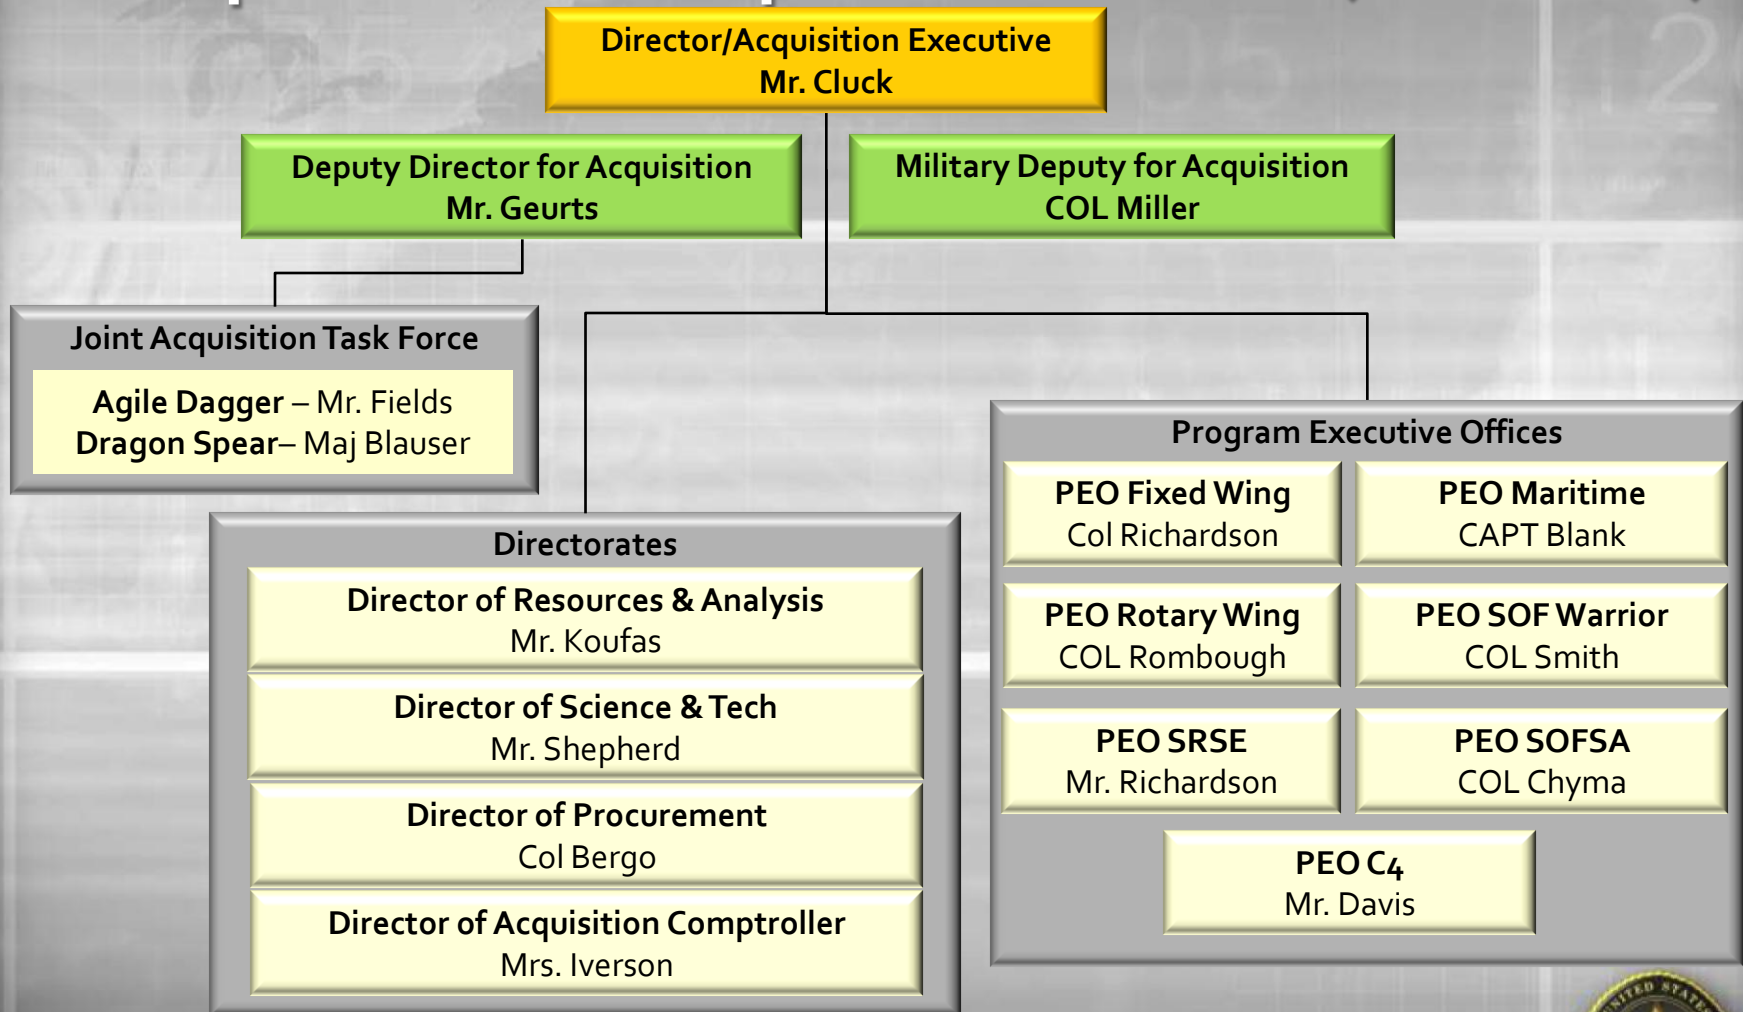 Director/Acquisition Executive
Mr. Cluck
Deputy Director for Acquisition
Mr. Geurts
Military Deputy for Acquisition
COL Miller
Joint Acquisition Task Force
Agile Dagger – Mr. Fields
Dragon Spear– Maj Blauser
Directorates
Director of Resources & Analysis
Mr. Koufas
Director of Science & Tech
Mr. Shepherd
Director of Procurement
Col Bergo
Director of Acquisition Comptroller
Mrs. Iverson
Program Executive Offices
PEO Fixed Wing
Col Richardson
PEO Maritime
CAPT Blank
PEO Rotary Wing
COL Rombough
PEO SOF Warrior
COL Smith
PEO SRSE
Mr. Richardson
PEO SOFSA
COL Chyma
PEO C4
Mr. Davis
05
12